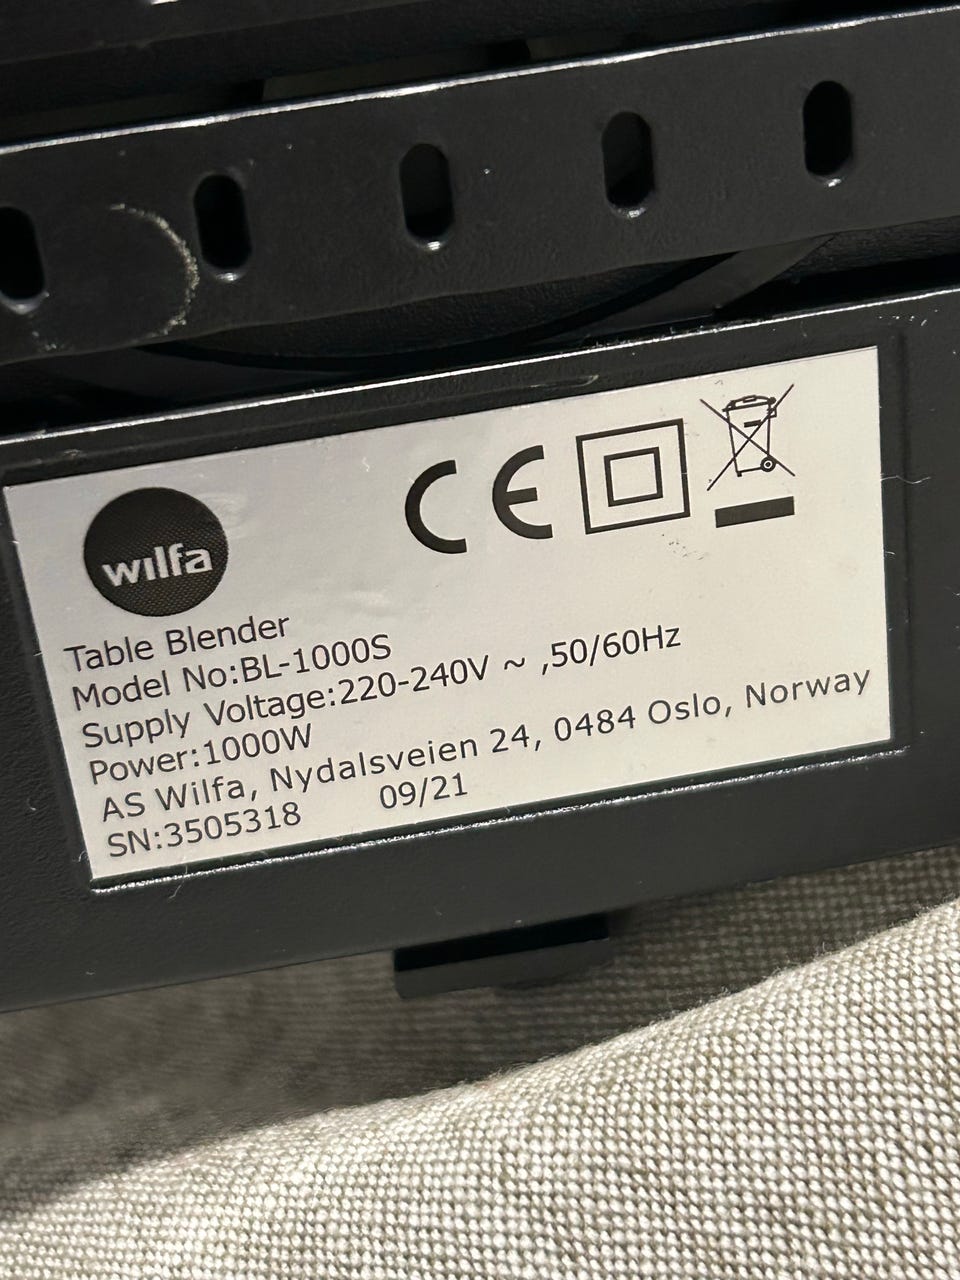 wilfa
CE
Table Blender
Model No:BL-1000S
Supply Voltage:220-240V ~ ,50/60Hz
Power:1000W
AS Wilfa, Nydalsveien 24, 0484 Oslo, Norway
SN:3505318 09/21